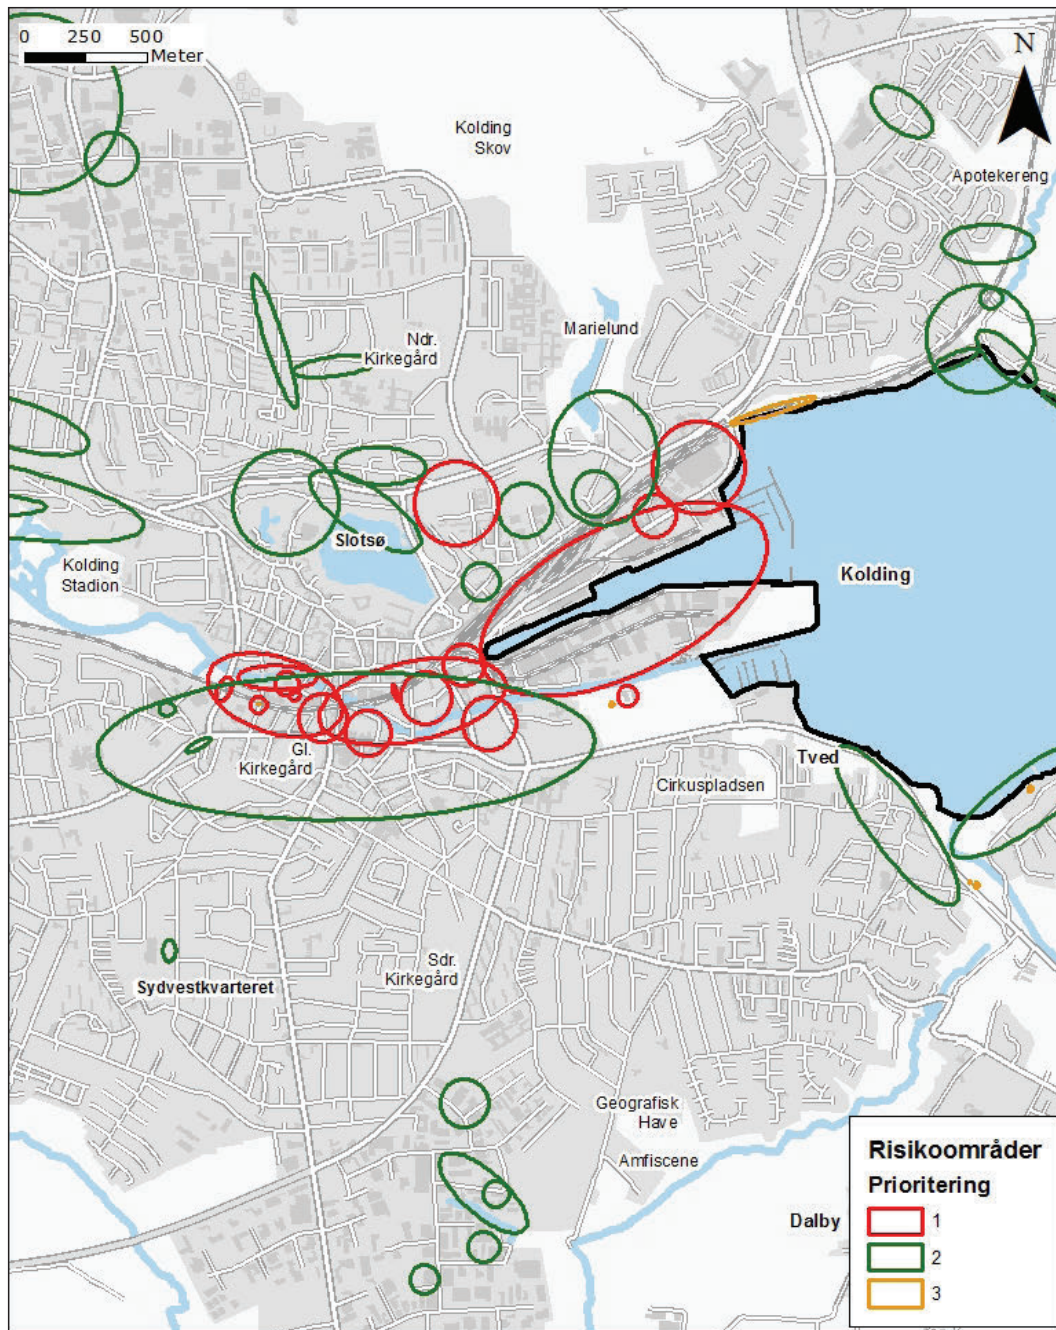 0 250 500
Meter
N
Kolding
Skov
Apotekereng
Marielund
Ndr.
Kirkegård
Slotsø
Kolding
Stadion
Kolding
Gl.
Kirkegård
Tved
Cirkuspladsen
Sdr.
Kirkegård
Sydvestkvarteret
Geografisk
Have
Amfiscene
Dalby
Risikoområder
Prioritering
1
2
3